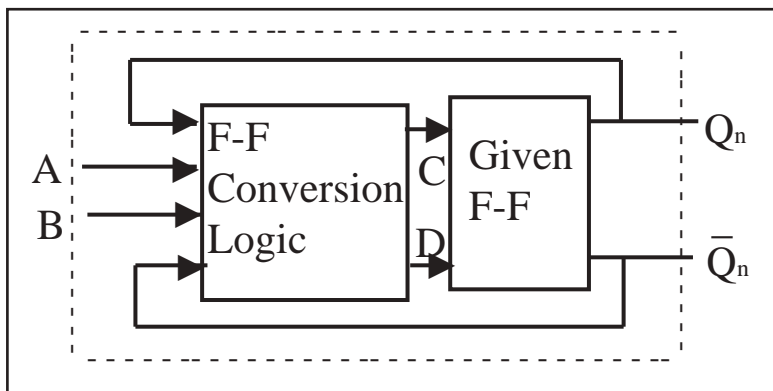 A
B
F-F
Conversion
Logic
C
D
Given
F-F
Qₙ
Q̅ₙ